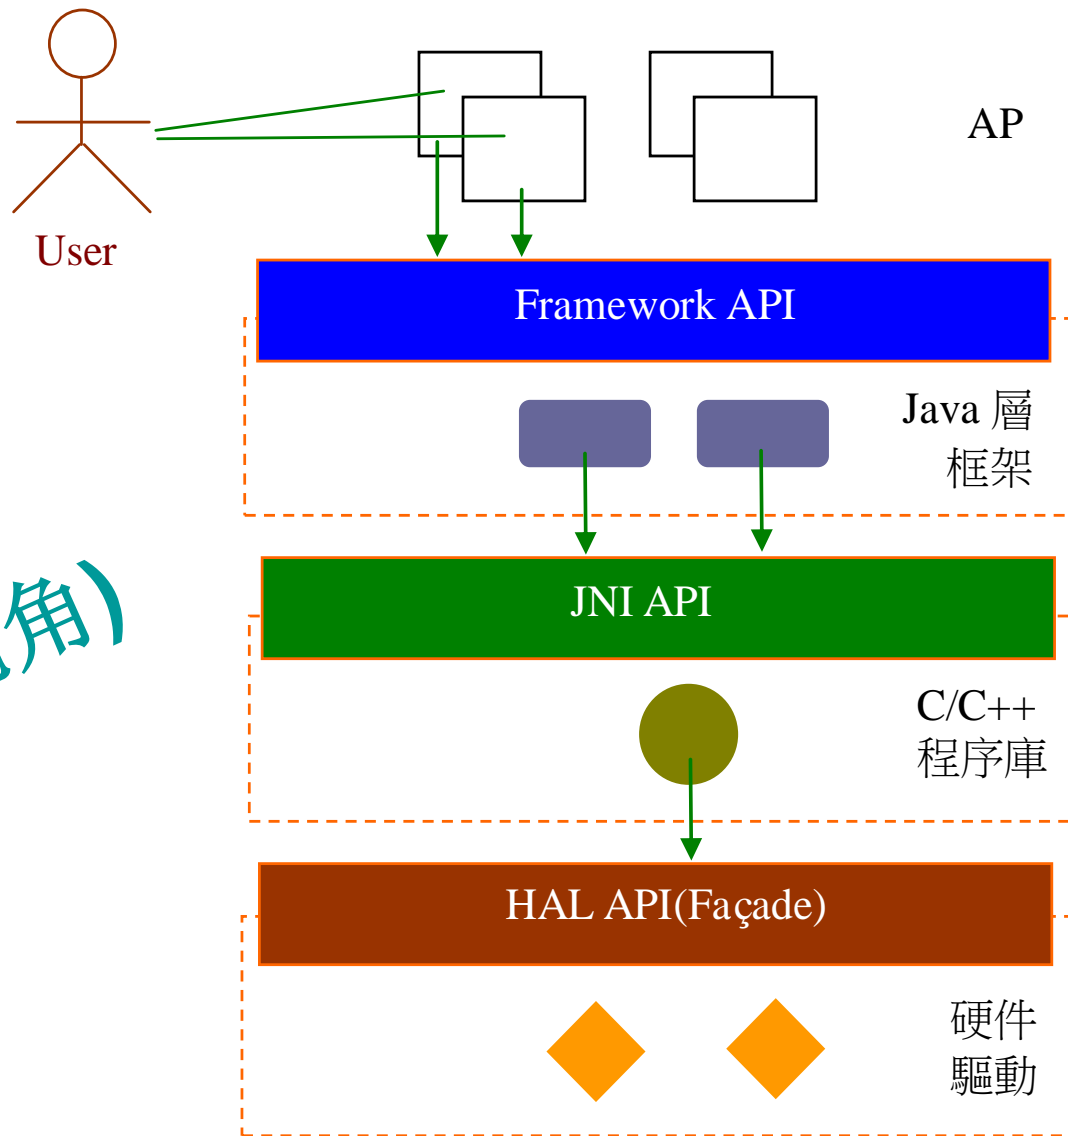 AP
User
Framework API
Java 層
框架
JNI API
角)
C/C++
程序庫
HAL API(Façade)
硬件
驅動